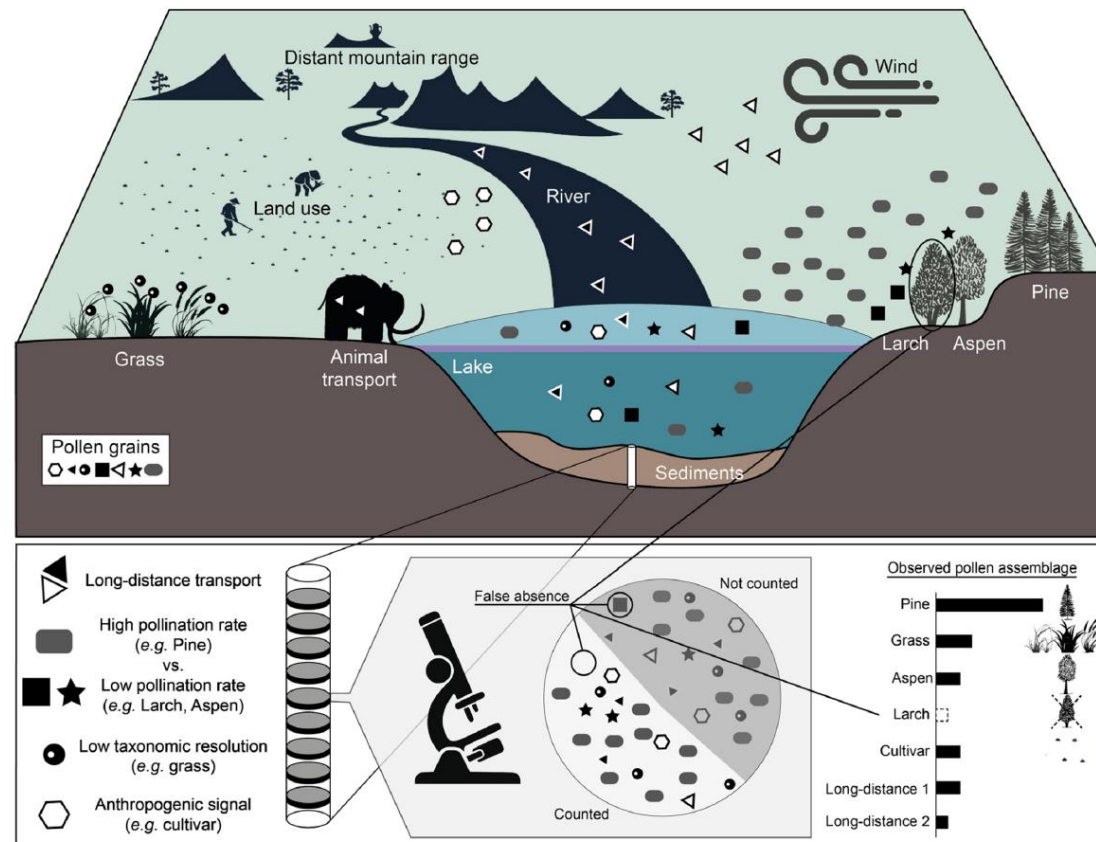 Distant mountain range
Wind
River
Land use
Pine
Larch
Aspen
Grass
Animal
transport
Lake
Pollen grains
Sediments
Long-distance transport
High pollination rate
(e.g. Pine)
vs.
Low pollination rate
(e.g. Larch, Aspen)
Low taxonomic resolution
(e.g. grass)
Anthropogenic signal
(e.g. cultivar)
False absence
Not counted
Counted
Observed pollen assemblage
Pine
Grass
Aspen
Larch
Cultivar
Long-distance 1
Long-distance 2